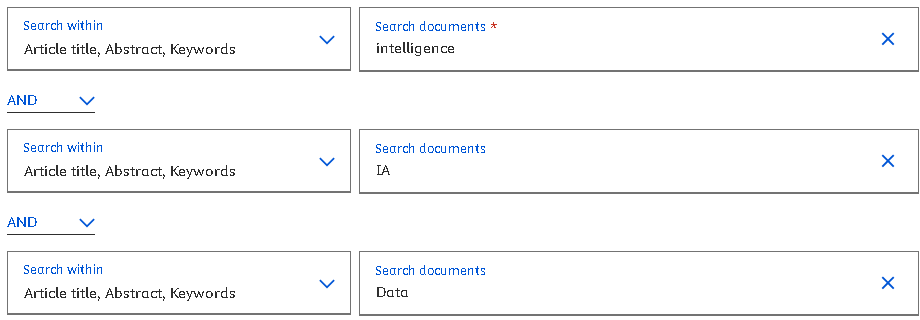 Search within
Article title, Abstract, Keywords
Search documents *
intelligence
AND
Search within
Article title, Abstract, Keywords
Search documents
IA
AND
Search within
Article title, Abstract, Keywords
Search documents
Data